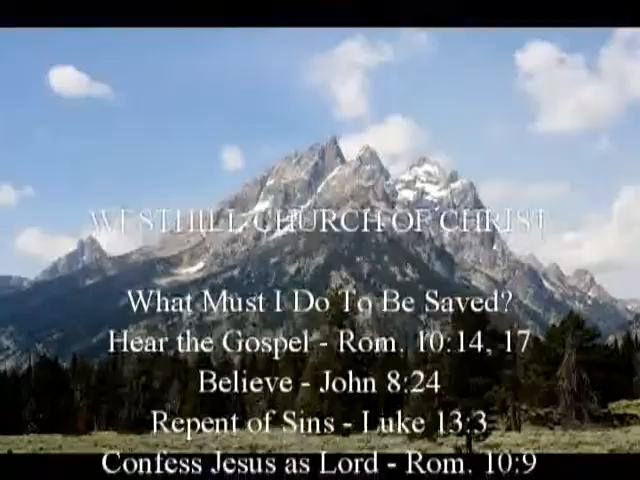 WESTHILL CHURCH OF CHRIST
What Must I Do To Be Saved?
Hear the Gospel - Rom. 10:14, 17
Believe - John 8:24
Repent of Sins - Luke 13:3
Confess Jesus as Lord - Rom. 10:9